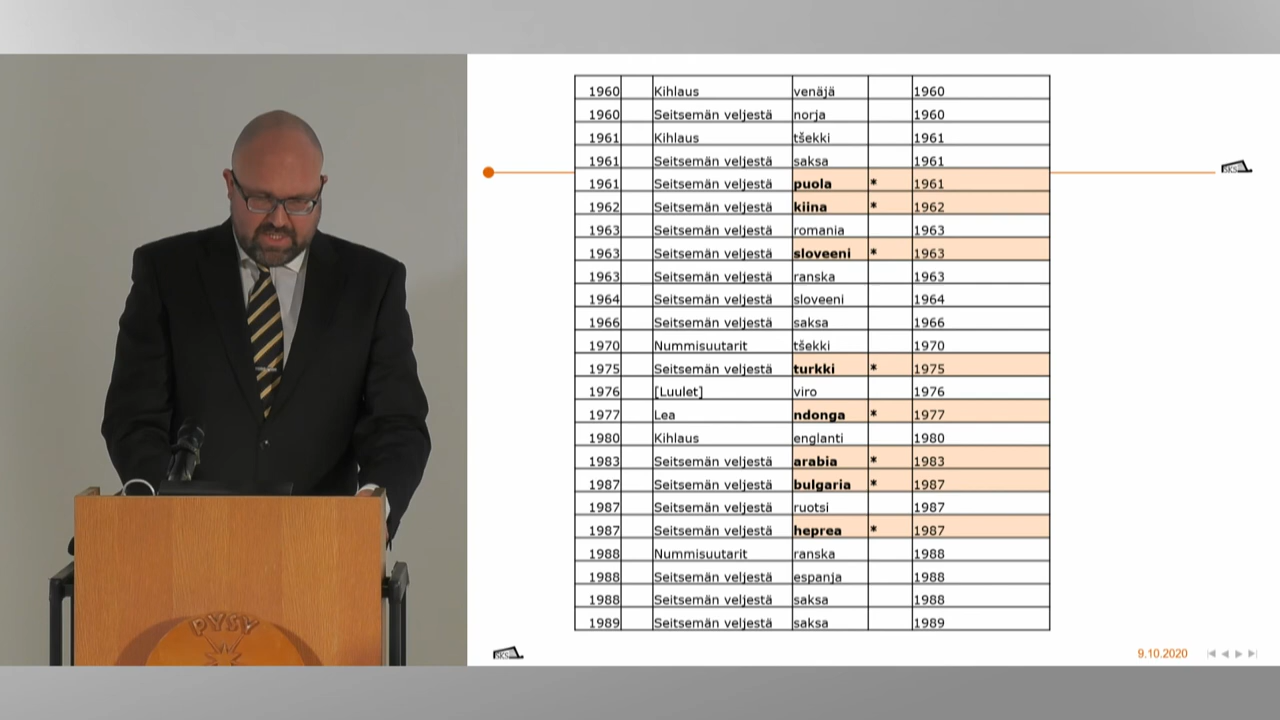 1960 Kihlaus venäjä 1960
1960 Seitsemän veljestä norja 1960
1961 Kihlaus tšekki 1961
1961 Seitsemän veljestä saksa 1961
1961 Seitsemän veljestä puola * 1961
1962 Seitsemän veljestä kiina * 1962
1963 Seitsemän veljestä romania 1963
1963 Seitsemän veljestä sloveeni * 1963
1963 Seitsemän veljestä ranska 1963
1964 Seitsemän veljestä sloveeni 1964
1966 Seitsemän veljestä saksa 1966
1970 Nummisuutarit tšekki 1970
1975 Seitsemän veljestä turkki * 1975
1976 [Luulet] viro 1976
1977 Lea ndonga * 1977
1980 Kihlaus englanti 1980
1983 Seitsemän veljestä arabia * 1983
1987 Seitsemän veljestä bulgaria * 1987
1987 Seitsemän veljestä ruotsi 1987
1987 Seitsemän veljestä heprea * 1987
1988 Nummisuutarit ranska 1988
1988 Seitsemän veljestä espanja 1988
1988 Seitsemän veljestä saksa 1988
1989 Seitsemän veljestä saksa 1989
SKS
SKS
9.10.2020
PYSY